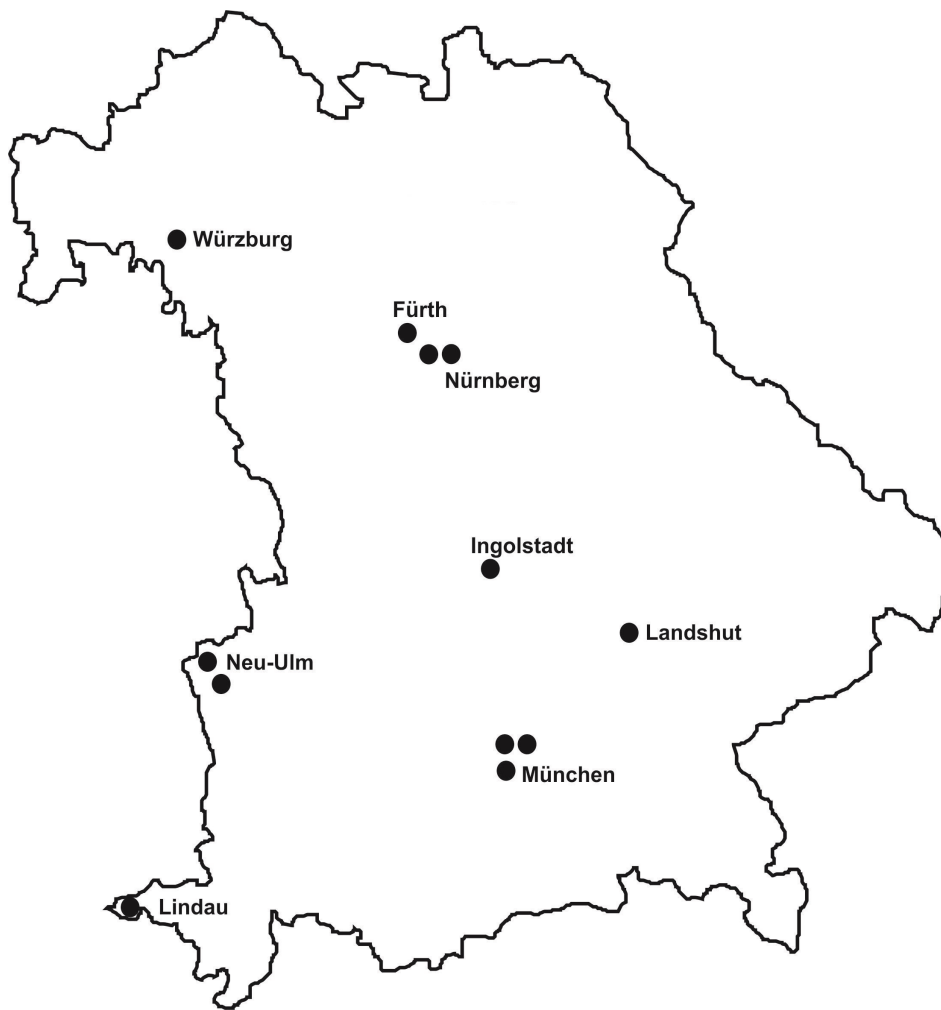 Würzburg
Fürth
Nürnberg
Ingolstadt
Landshut
Neu-Ulm
München
Lindau